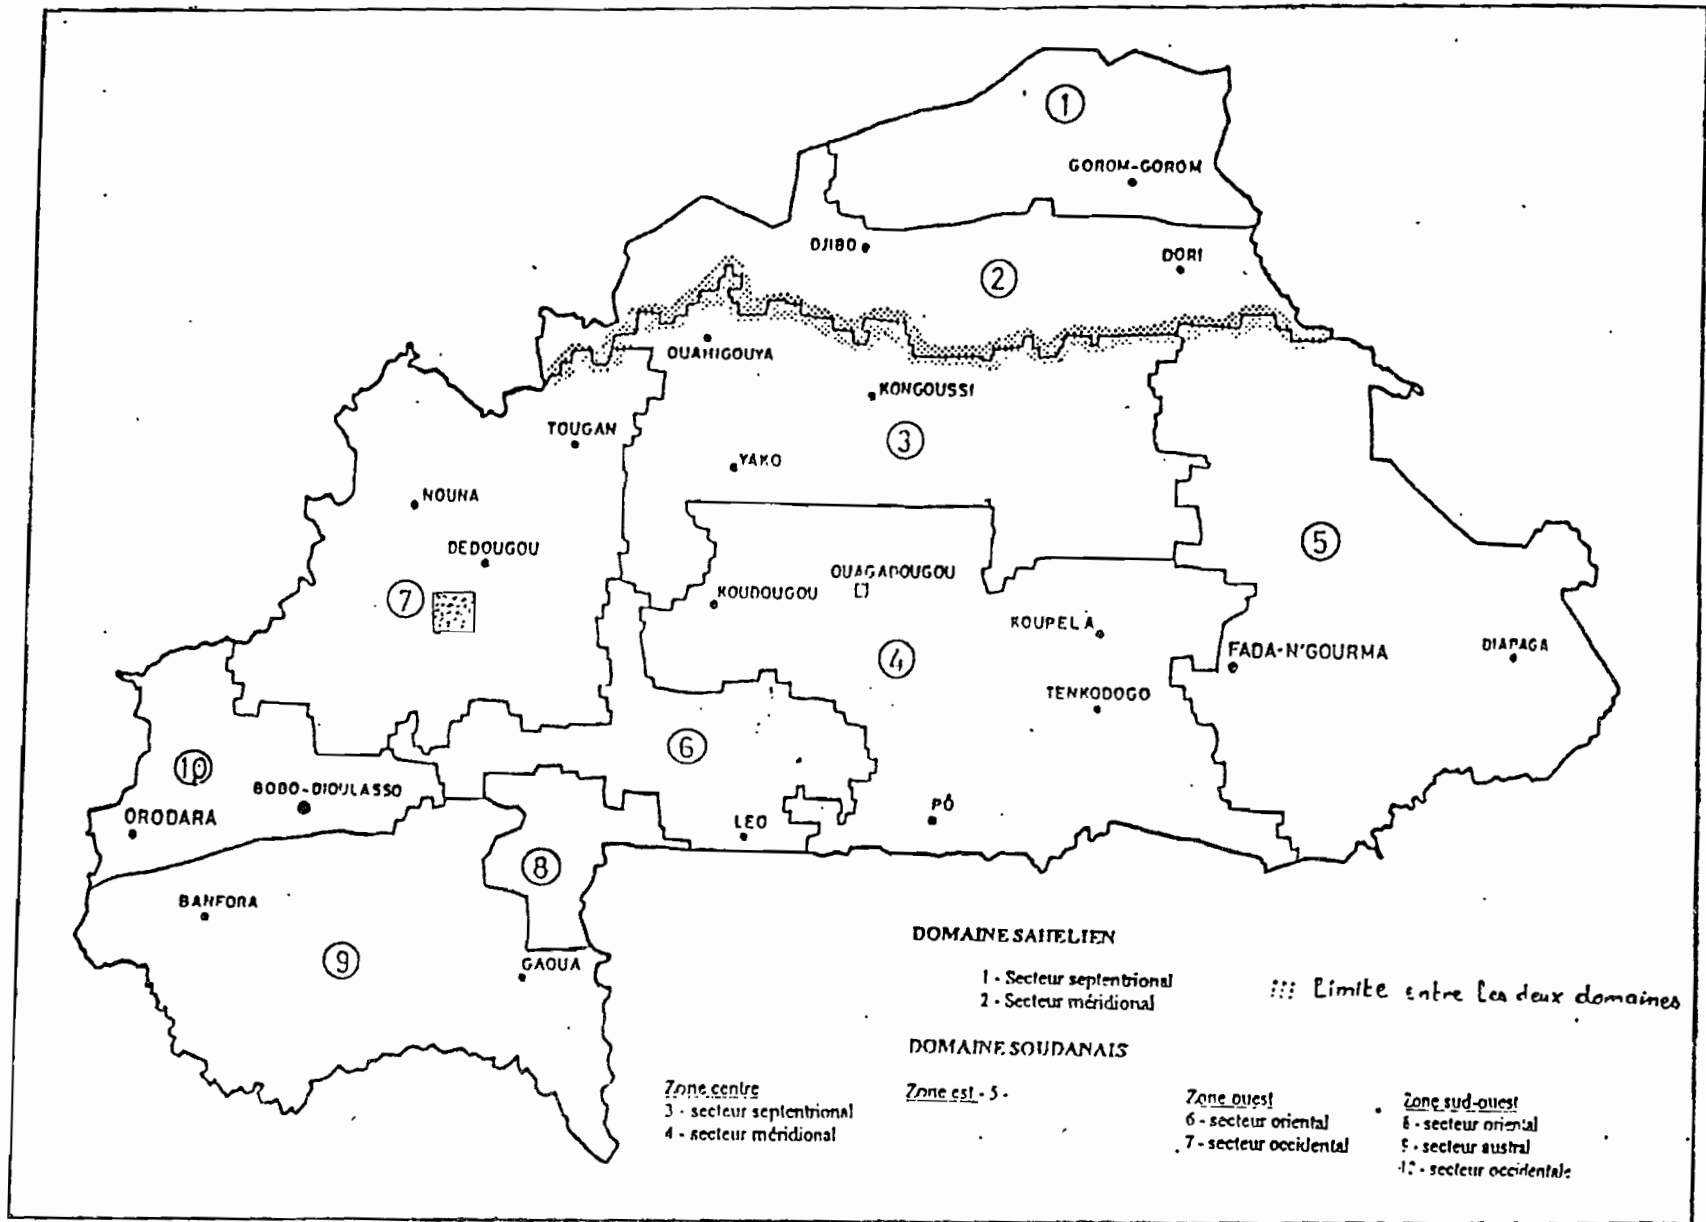 1
GOROM-GOROM
DJIBO
DORI
2
OUAHIGOUYA
KONGOUSSI
TOUGAN
3
YAKO
NOUNA
DEDOUGOU
5
OUAGADOUGOU
KOUDOUGOU
7
KOUPELA
4
FADA-N'GOURMA
DIAPAGA
TENKODOGO
6
10
BOBO-DIOULASSO
ORODARA
LEO
PÔ
8
BANFORA
9
GAOUA
DOMAINE SAHELIEN
1 - Secteur septentrional
2 - Secteur méridional
Limite entre les deux domaines
DOMAINE SOUDANAIS
Zone centre
3 - secteur septentrional
4 - secteur méridional
Zone est - 5 -
Zone ouest
6 - secteur oriental
7 - secteur occidental
Zone sud-ouest
8 - secteur oriental
9 - secteur austral
10 - secteur occidentale